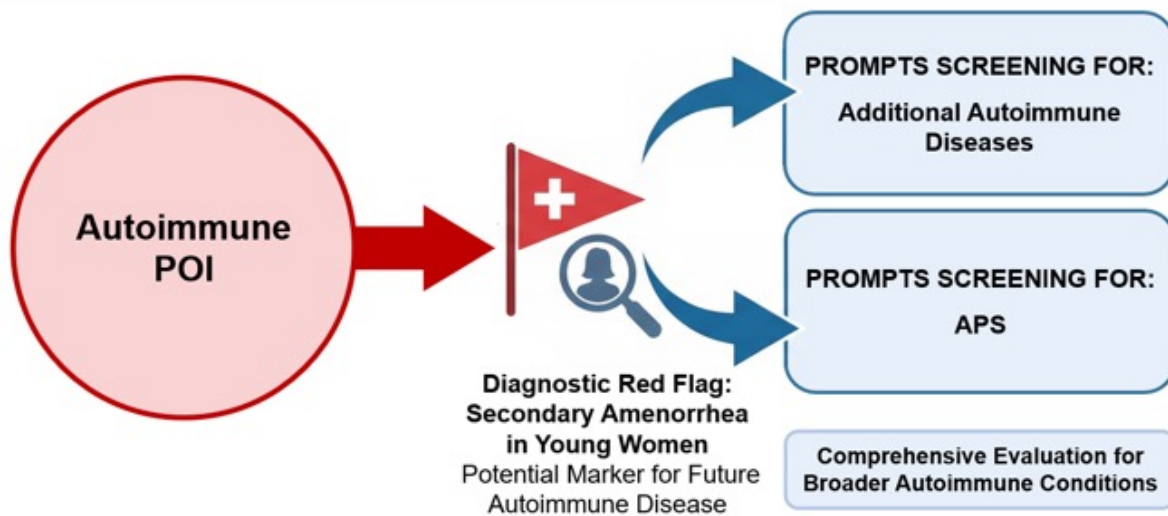 Autoimmune
POI
Diagnostic Red Flag:
Secondary Amenorrhea
in Young Women
Potential Marker for Future
Autoimmune Disease
PROMPTS SCREENING FOR:
Additional Autoimmune
Diseases
PROMPTS SCREENING FOR:
APS
Comprehensive Evaluation for
Broader Autoimmune Conditions